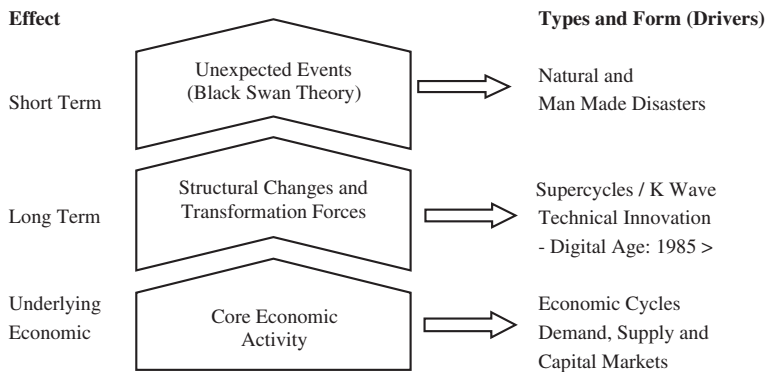 Effect
Types and Form (Drivers)
Short Term
Unexpected Events
(Black Swan Theory)
Natural and
Man Made Disasters
Long Term
Structural Changes and
Transformation Forces
Supercycles / K Wave
Technical Innovation
- Digital Age: 1985 >
Underlying
Economic
Core Economic
Activity
Economic Cycles
Demand, Supply and
Capital Markets